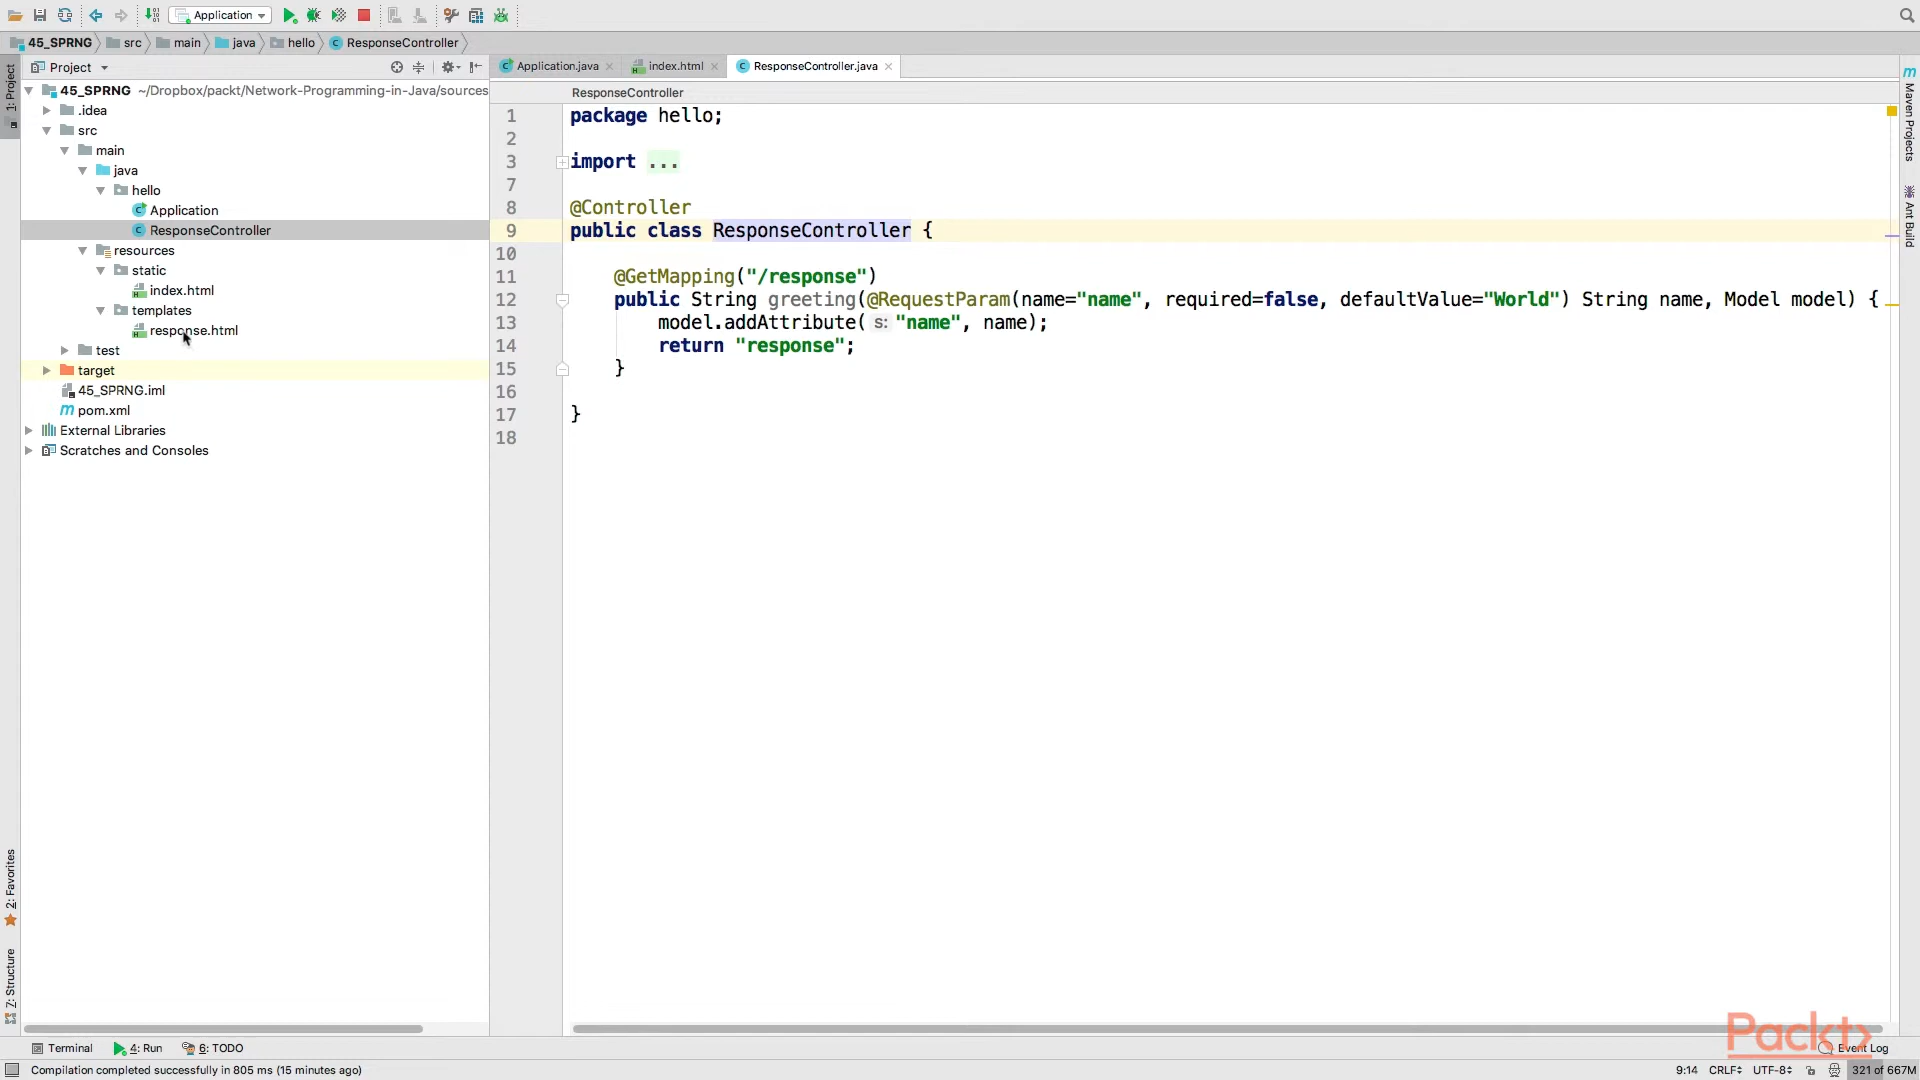 Application
45_SPRNG src main java hello ResponseController
Project
45_SPRNG ~/Dropbox/packt/Network-Programming-in-Java/sources
.idea
src
main
java
hello
Application
ResponseController
resources
static
index.html
templates
response.html
test
target
45_SPRNG.iml
pom.xml
External Libraries
Scratches and Consoles
1: Project
2: Favorites
7: Structure
Application.java index.html ResponseController.java
ResponseController
1 package hello;
2
3 import ...
7
8 @Controller
9 public class ResponseController {
10
11 @GetMapping("/response")
12 public String greeting(@RequestParam(name="name", required=false, defaultValue="World") String name, Model model) {
13 model.addAttribute( s: "name", name);
14 return "response";
15 }
16
17 }
18
Maven Projects
Ant Build
Packt>
Terminal 4: Run 6: TODO Event Log
Compilation completed successfully in 805 ms (15 minutes ago) 9:14 CRLF UTF-8 321 of 667M